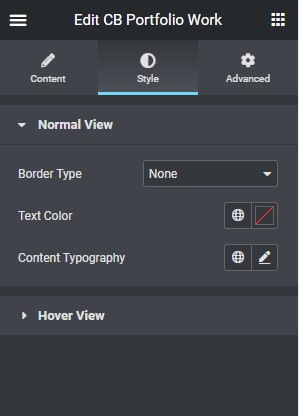 Edit CB Portfolio Work
Content
Style
Advanced
Normal View
Border Type
None
Text Color
Content Typography
Hover View